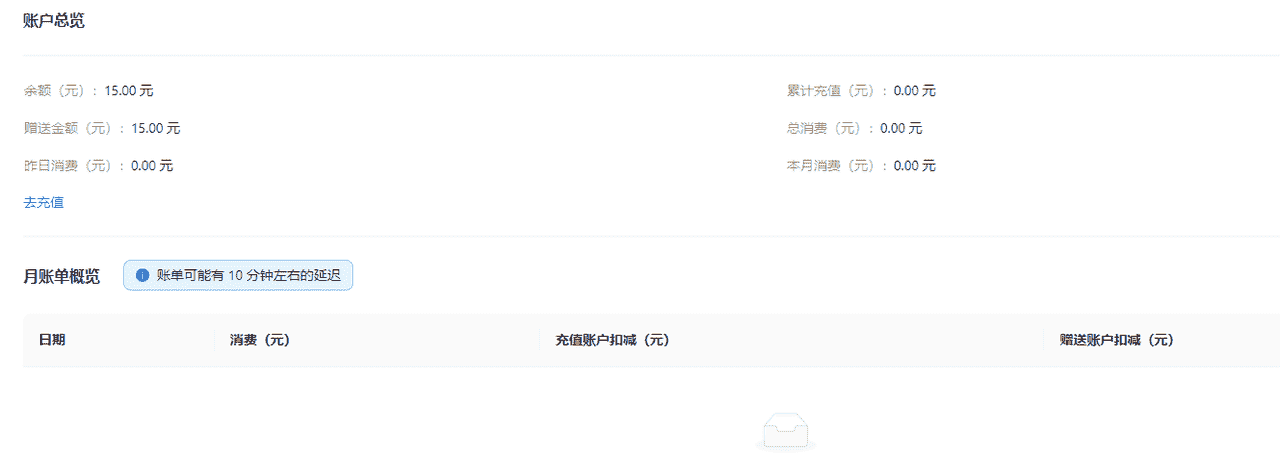 账户总览
余额（元）： 15.00 元
累计充值（元）： 0.00 元
赠送金额（元）： 15.00 元
总消费（元）： 0.00 元
昨日消费（元）： 0.00 元
本月消费（元）： 0.00 元
去充值
月账单概览 账单可能有 10 分钟左右的延迟
日期 消费（元） 充值账户扣减（元） 赠送账户扣减（元）